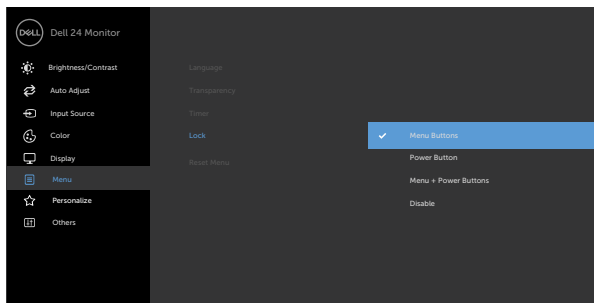 DELL Dell 24 Monitor
Brightness/Contrast
Auto Adjust
Input Source
Color
Display
Menu
Personalize
Others
Language
Transparency
Timer
Lock
Reset Menu
Menu Buttons
Power Button
Menu + Power Buttons
Disable